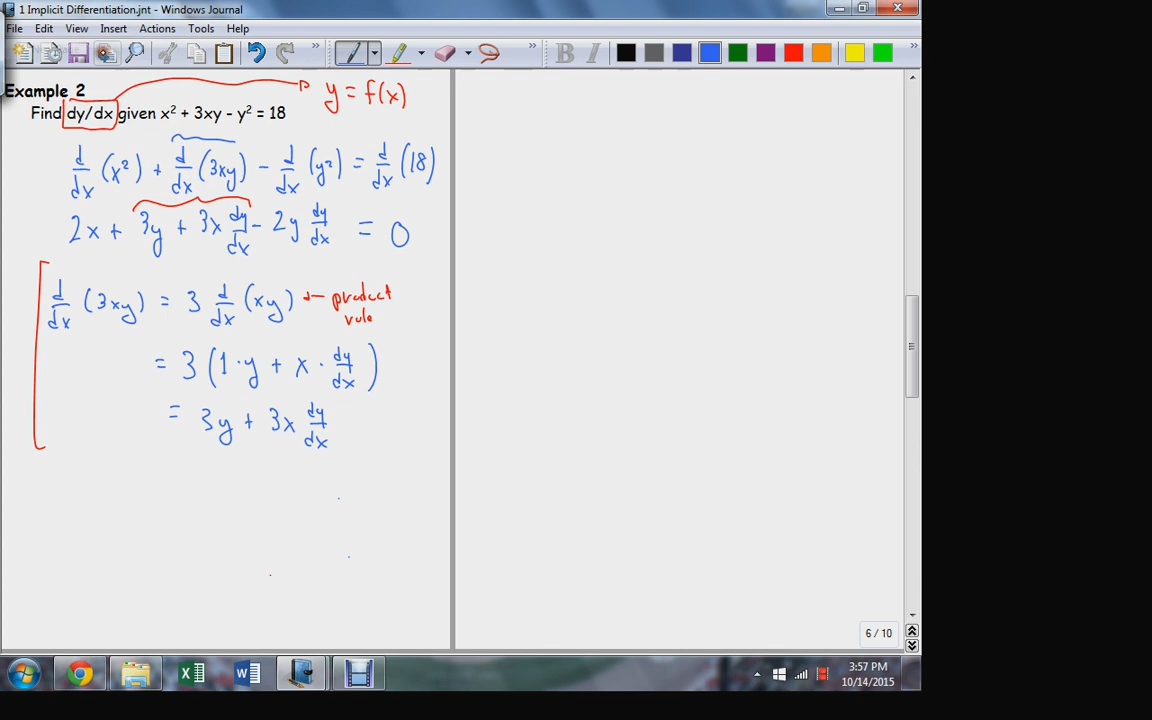 1 Implicit Differentiation.jnt - Windows Journal
File Edit View Insert Actions Tools Help
Example 2
y = f(x)
Find dy/dx given x² + 3xy - y² = 18
d/dx (x²) + d/dx (3xy) - d/dx (y²) = d/dx (18)
2x + 3y + 3x dy/dx - 2y dy/dx = 0
d/dx (3xy) = 3 d/dx (xy) ← product rule
= 3 (1 · y + x · dy/dx)
= 3y + 3x dy/dx
6 / 10
3:57 PM
10/14/2015